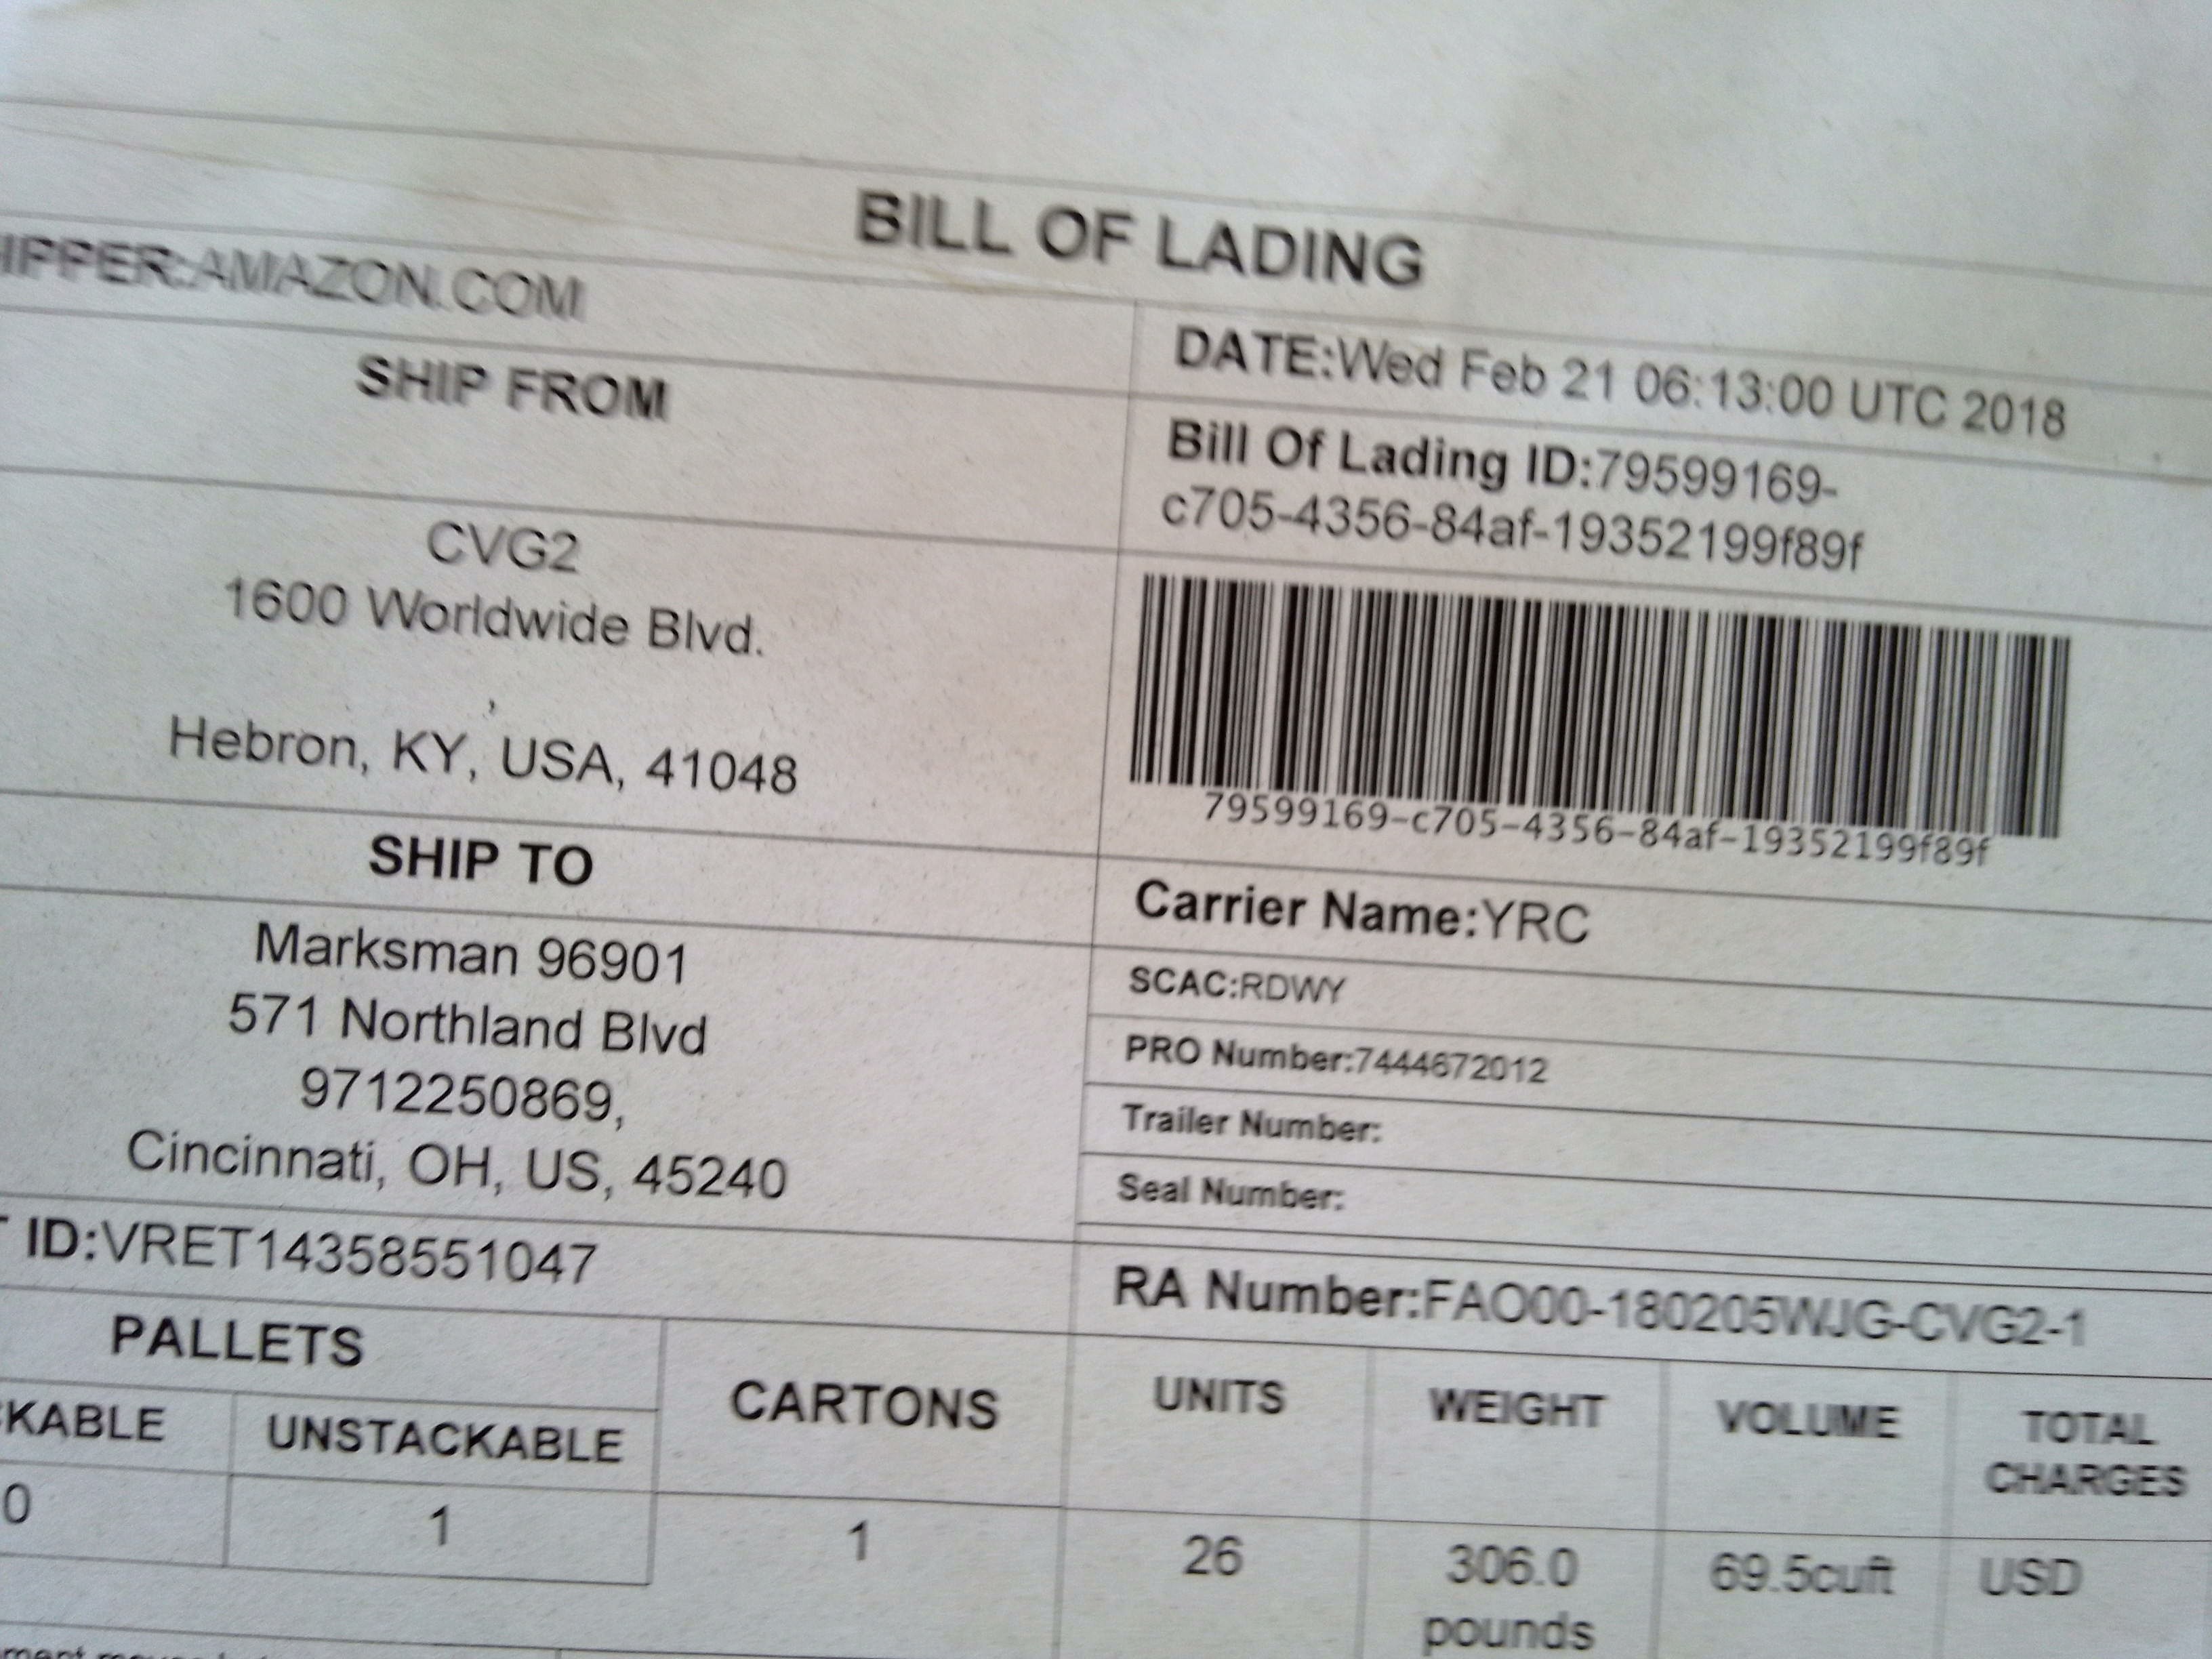 BILL OF LADING
IPPER:AMAZON.COM
SHIP FROM
CVG2
1600 Worldwide Blvd.
,
Hebron, KY, USA, 41048
SHIP TO
Marksman 96901
571 Northland Blvd
9712250869,
Cincinnati, OH, US, 45240
T ID:VRET14358551047
DATE:Wed Feb 21 06:13:00 UTC 2018
Bill Of Lading ID:79599169-
c705-4356-84af-19352199f89f
79599169-c705-4356-84af-19352199f89f
Carrier Name:YRC
SCAC:RDWY
PRO Number:7444672012
Trailer Number:
Seal Number:
RA Number:FAO00-180205WJG-CVG2-1
PALLETS
CARTONS UNITS WEIGHT VOLUME TOTAL
CHARGES
KABLE UNSTACKABLE
0 1 1 26 306.0 69.5cuft USD
pounds